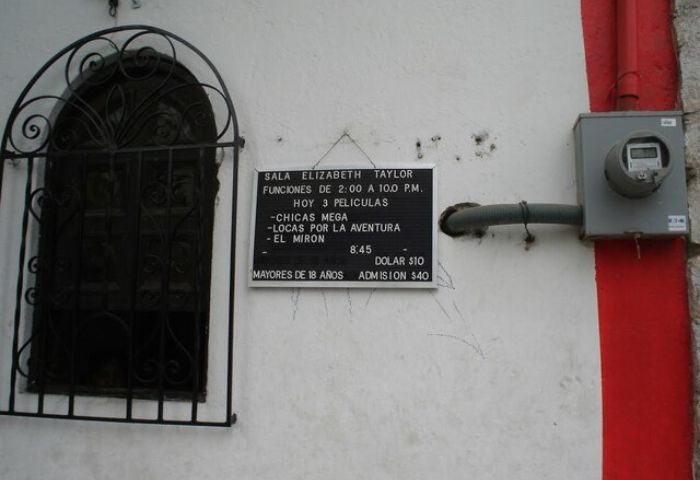 SALA ELIZABETH TAYLOR
FUNCIONES DE 2:00 A 10.0 P.M.
HOY 3 PELICULAS
-CHICAS MEGA
-LOCAS POR LA AVENTURA
-EL MIRON
- 8:45 -
DOLAR $10
MAYORES DE 18 AÑOS ADMISION $40
EATON